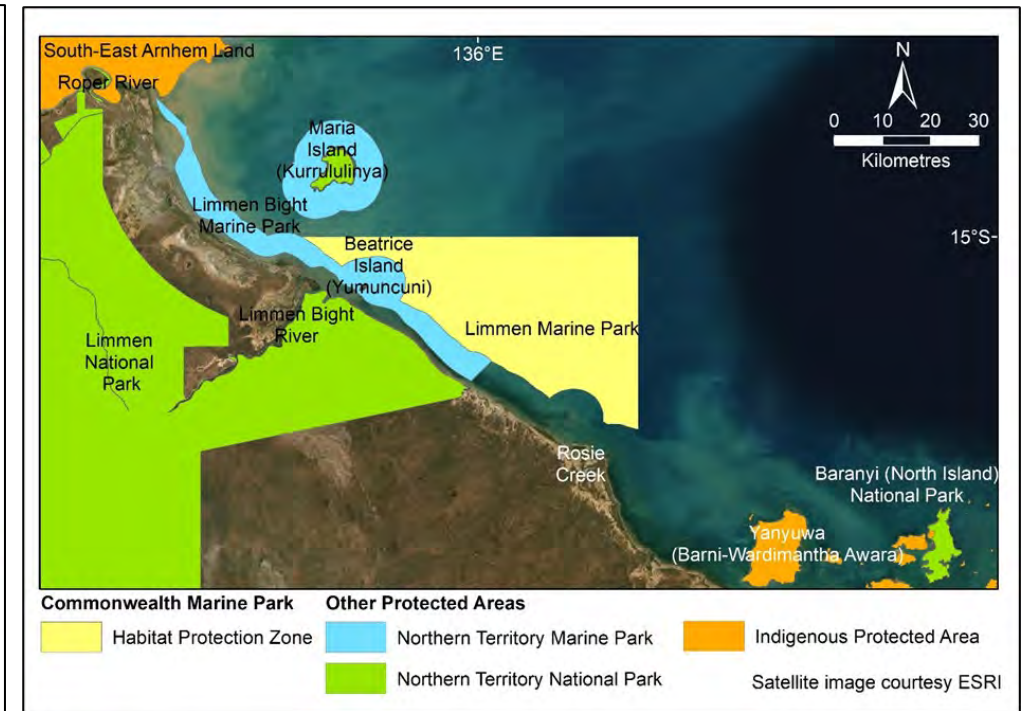 South-East Arnhem Land
Roper River
136°E
N
0 10 20 30
Kilometres
Maria
Island
(Kurrululinya)
Limmen Bight
Marine Park
15°S
Beatrice
Island
(Yumuncuni)
Limmen Bight
River
Limmen Marine Park
Limmen
National
Park
Rosie
Creek
Baranyi (North Island)
National Park
Yanyuwa
(Barni-Wardimantha Awara)
Commonwealth Marine Park
Habitat Protection Zone
Other Protected Areas
Northern Territory Marine Park
Northern Territory National Park
Indigenous Protected Area
Satellite image courtesy ESRI